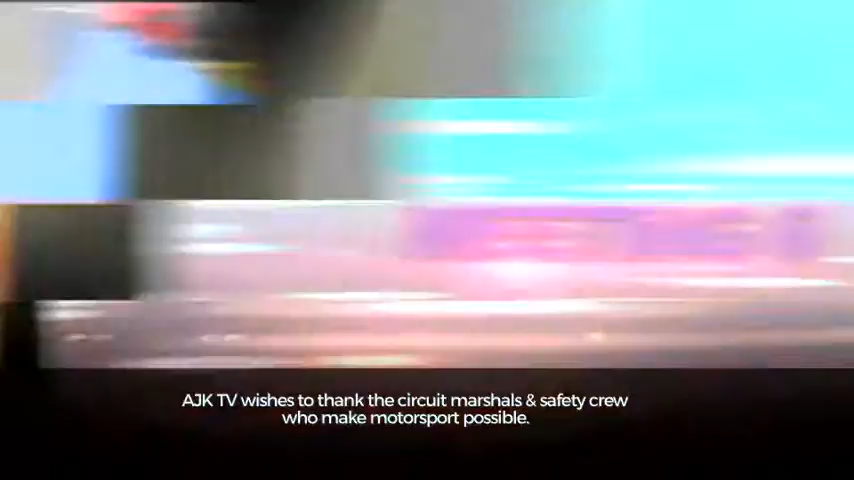 AJK TV wishes to thank the circuit marshals & safety crew
who make motorsport possible.